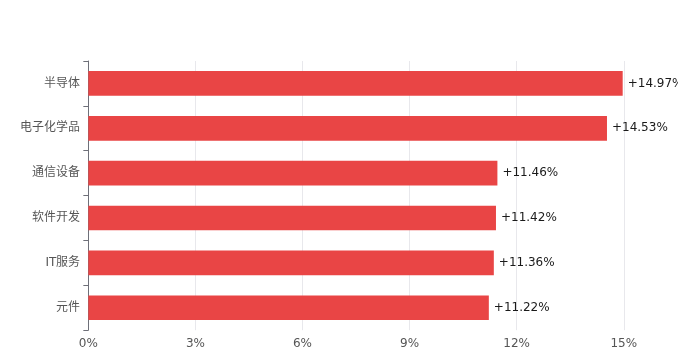 半导体 +14.97%
电子化学品 +14.53%
通信设备 +11.46%
软件开发 +11.42%
IT服务 +11.36%
元件 +11.22%
0% 3% 6% 9% 12% 15%